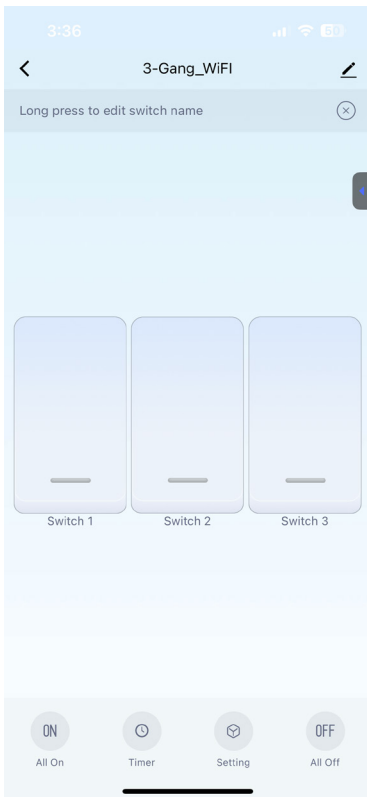 3:36
3-Gang_WiFI
Long press to edit switch name
Switch 1 Switch 2 Switch 3
ON OFF
All On Timer Setting All Off